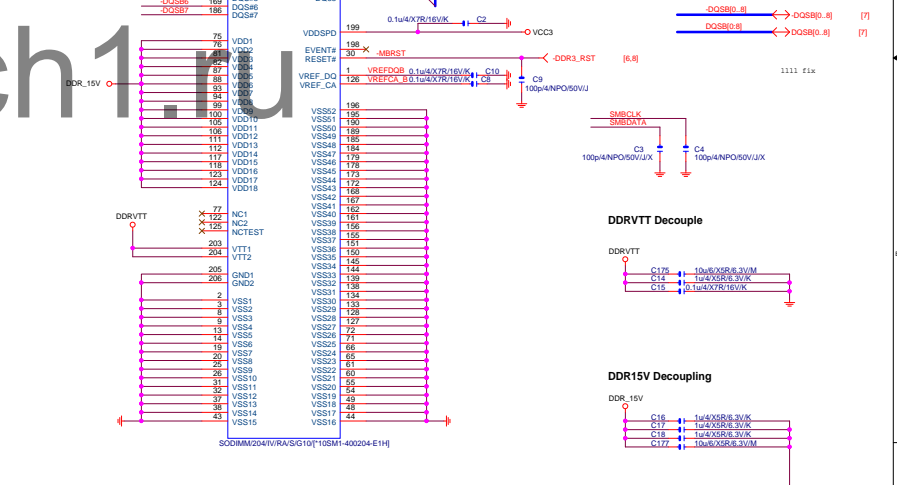 -DQSB6 169 DQS#6
-DQSB7 186 DQS#7
75 VDD1
76 VDD2
81 VDD3
82 VDD4
87 VDD5
88 VDD6
93 VDD7
94 VDD8
99 VDD9
100 VDD10
105 VDD11
106 VDD12
111 VDD13
112 VDD14
117 VDD15
118 VDD16
123 VDD17
124 VDD18
DDR_15V
ch1.ru
DDRVTT
77 NC1
122 NC2
125 NCTEST
203 VTT1
204 VTT2
205 GND1
206 GND2
2 VSS1
3 VSS2
8 VSS3
9 VSS4
13 VSS5
14 VSS6
19 VSS7
20 VSS8
25 VSS9
26 VSS10
31 VSS11
32 VSS12
37 VSS13
38 VSS14
43 VSS15
0.1u/4/X7R/16V/K C2
VDDSPD 199 VCC3
EVENT# 198
RESET# 30 -MBRST -DDR3_RST [6,8]
VREF_DQ 1 VREFDQB 0.1u/4/X7R/16V/K C10
VREF_CA 126 VREFCA_B 0.1u/4/X7R/16V/K C8
C9
100p/4/NPO/50V/J
VSS52 196
VSS51 195
VSS50 190
VSS49 189
VSS48 185
VSS47 184
VSS46 179
VSS45 178
VSS44 173
VSS43 172
VSS42 168
VSS41 167
VSS40 162
VSS39 161
VSS38 156
VSS37 155
VSS36 151
VSS35 150
VSS34 145
VSS33 144
VSS32 139
VSS31 138
VSS30 134
VSS29 133
VSS28 128
VSS27 127
VSS26 72
VSS25 71
VSS24 66
VSS23 65
VSS22 61
VSS21 60
VSS20 55
VSS19 54
VSS18 49
VSS17 48
VSS16 44
SODIMM/204/IV/RA/S/G10/[*10SM1-400204-E1H]
-DQSB[0..8] -DQSB[0..8] [7]
DQSB[0:8] DQSB[0..8] [7]
1111 fix
SMBCLK
SMBDATA
C3 C4
100p/4/NPO/50V/J/X 100p/4/NPO/50V/J/X
DDRVTT Decouple
DDRVTT
C175 10u/6/X5R/6.3V/M
C14 1u/4/X5R/6.3V/K
C15 0.1u/4/X7R/16V/K
DDR15V Decoupling
DDR_15V
C16 1u/4/X5R/6.3V/K
C17 1u/4/X5R/6.3V/K
C18 1u/4/X5R/6.3V/K
C177 10u/6/X5R/6.3V/M